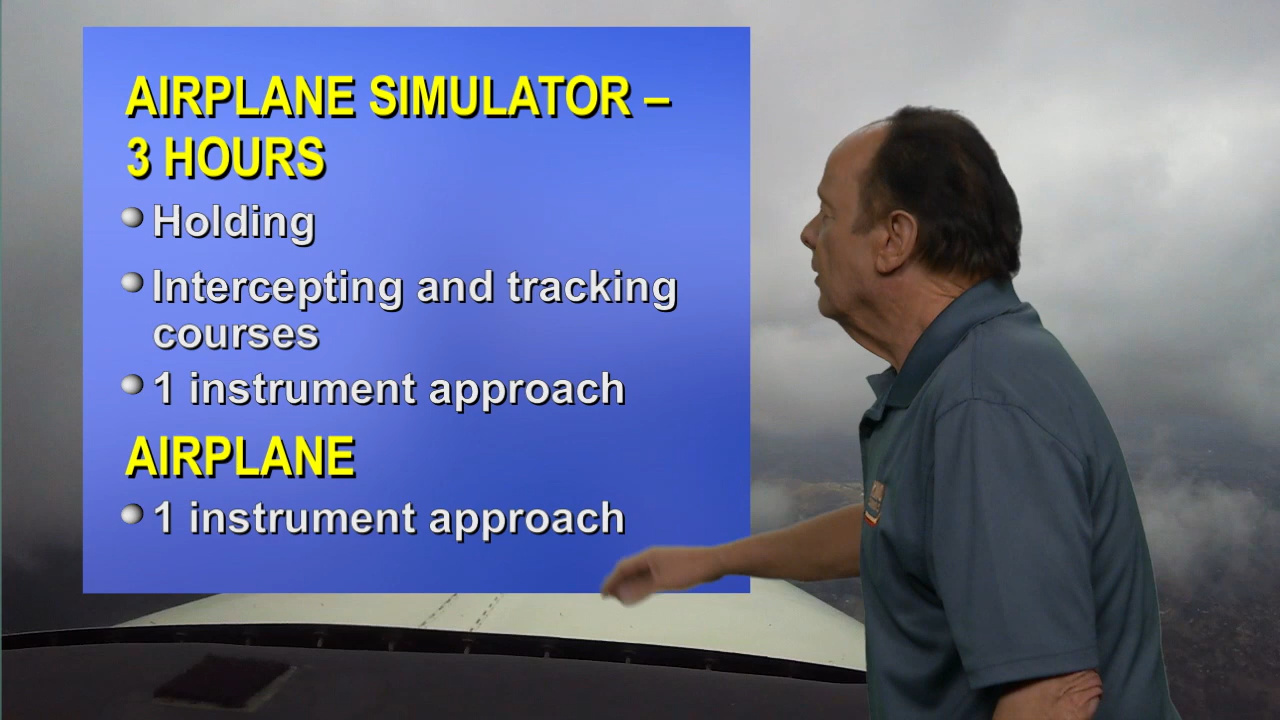 AIRPLANE SIMULATOR –
3 HOURS
Holding
Intercepting and tracking
courses
1 instrument approach
AIRPLANE
1 instrument approach